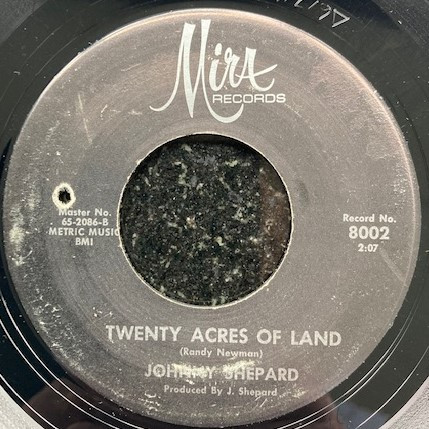 Mira
RECORDS
Master No.
65-2086-B
METRIC MUSIC
BMI
Record No.
8002
2:07
TWENTY ACRES OF LAND
(Randy Newman)
JOHNNY SHEPARD
Produced By J. Shepard